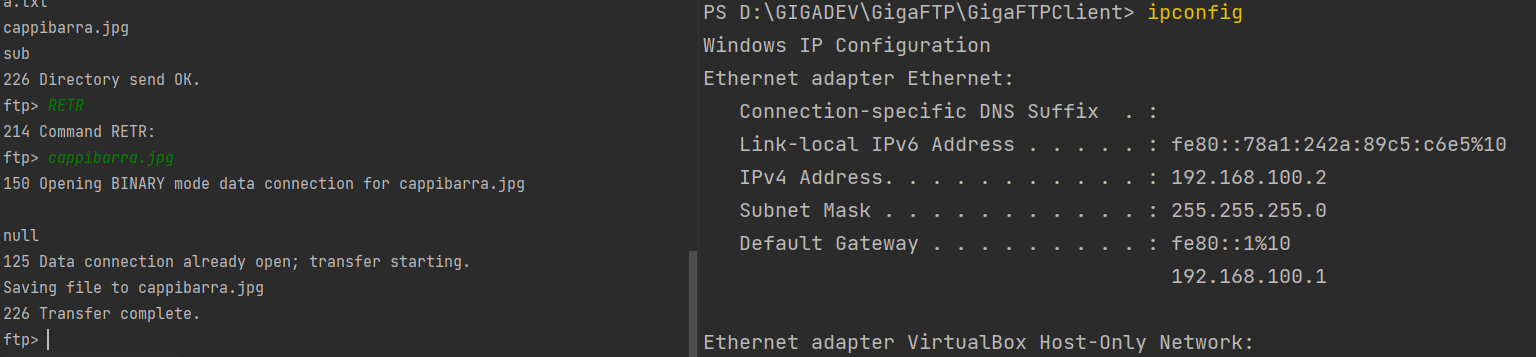 a.txt
cappibarra.jpg
sub
226 Directory send OK.
ftp> RETR
214 Command RETR:
ftp> cappibarra.jpg
150 Opening BINARY mode data connection for cappibarra.jpg
null
125 Data connection already open; transfer starting.
Saving file to cappibarra.jpg
226 Transfer complete.
ftp>
PS D:\GIGADEV\GigaFTP\GigaFTPClient> ipconfig
Windows IP Configuration
Ethernet adapter Ethernet:
Connection-specific DNS Suffix  . :
Link-local IPv6 Address . . . . . : fe80::78a1:242a:89c5:c6e5%10
IPv4 Address. . . . . . . . . . . : 192.168.100.2
Subnet Mask . . . . . . . . . . . : 255.255.255.0
Default Gateway . . . . . . . . . : fe80::1%10
192.168.100.1
Ethernet adapter VirtualBox Host-Only Network: